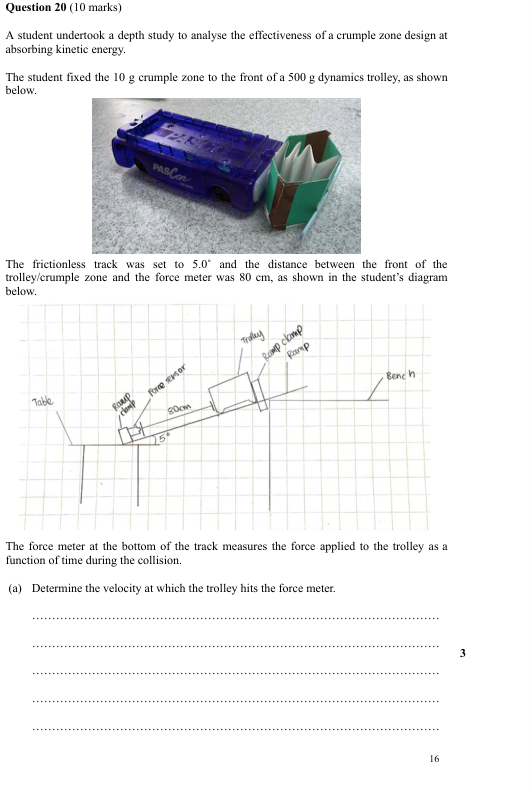 Question 20 (10 marks)
A student undertook a depth study to analyse the effectiveness of a crumple zone design at
absorbing kinetic energy.
The student fixed the 10 g crumple zone to the front of a 500 g dynamics trolley, as shown
below.
PASCO
The frictionless track was set to 5.0° and the distance between the front of the
trolley/crumple zone and the force meter was 80 cm, as shown in the student's diagram
below.
Trolley
Ramp clamp
Ramp
Bench
Table
Ramp
clamp
Force sensor
80cm
5°
The force meter at the bottom of the track measures the force applied to the trolley as a
function of time during the collision.
(a) Determine the velocity at which the trolley hits the force meter.
3
16